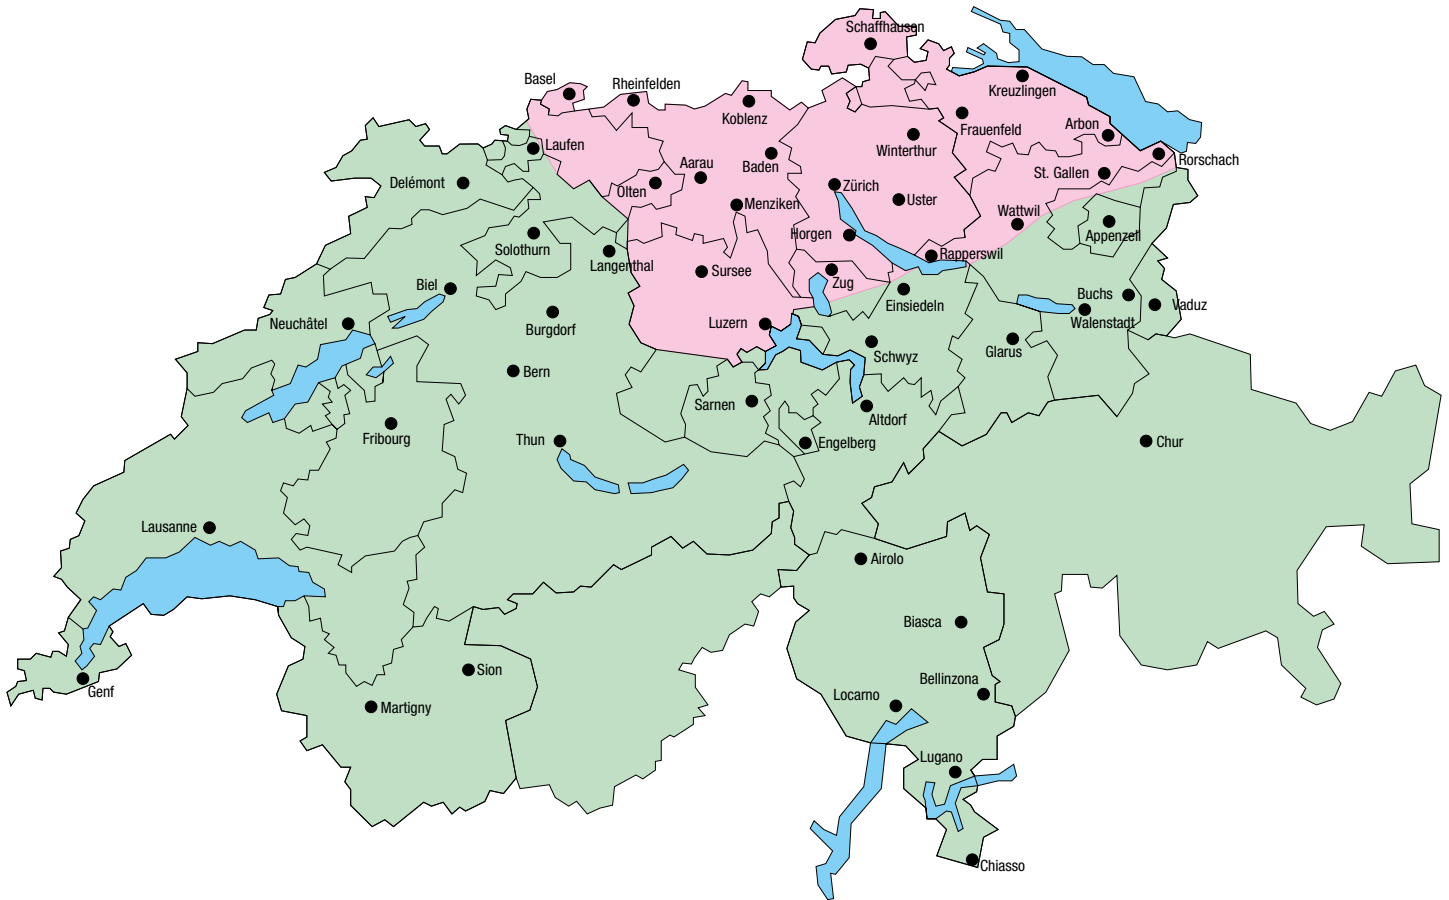 Schaffhausen
Basel
Rheinfelden
Kreuzlingen
Koblenz
Frauenfeld
Arbon
Laufen
Winterthur
Rorschach
Aarau
Baden
St. Gallen
Delémont
Olten
Zürich
Menziken
Uster
Wattwil
Horgen
Appenzell
Solothurn
Langenthal
Rapperswil
Sursee
Zug
Biel
Einsiedeln
Buchs
Vaduz
Neuchâtel
Burgdorf
Luzern
Walenstadt
Schwyz
Glarus
Bern
Sarnen
Altdorf
Fribourg
Thun
Engelberg
Chur
Lausanne
Airolo
Biasca
Sion
Bellinzona
Genf
Locarno
Martigny
Lugano
Chiasso